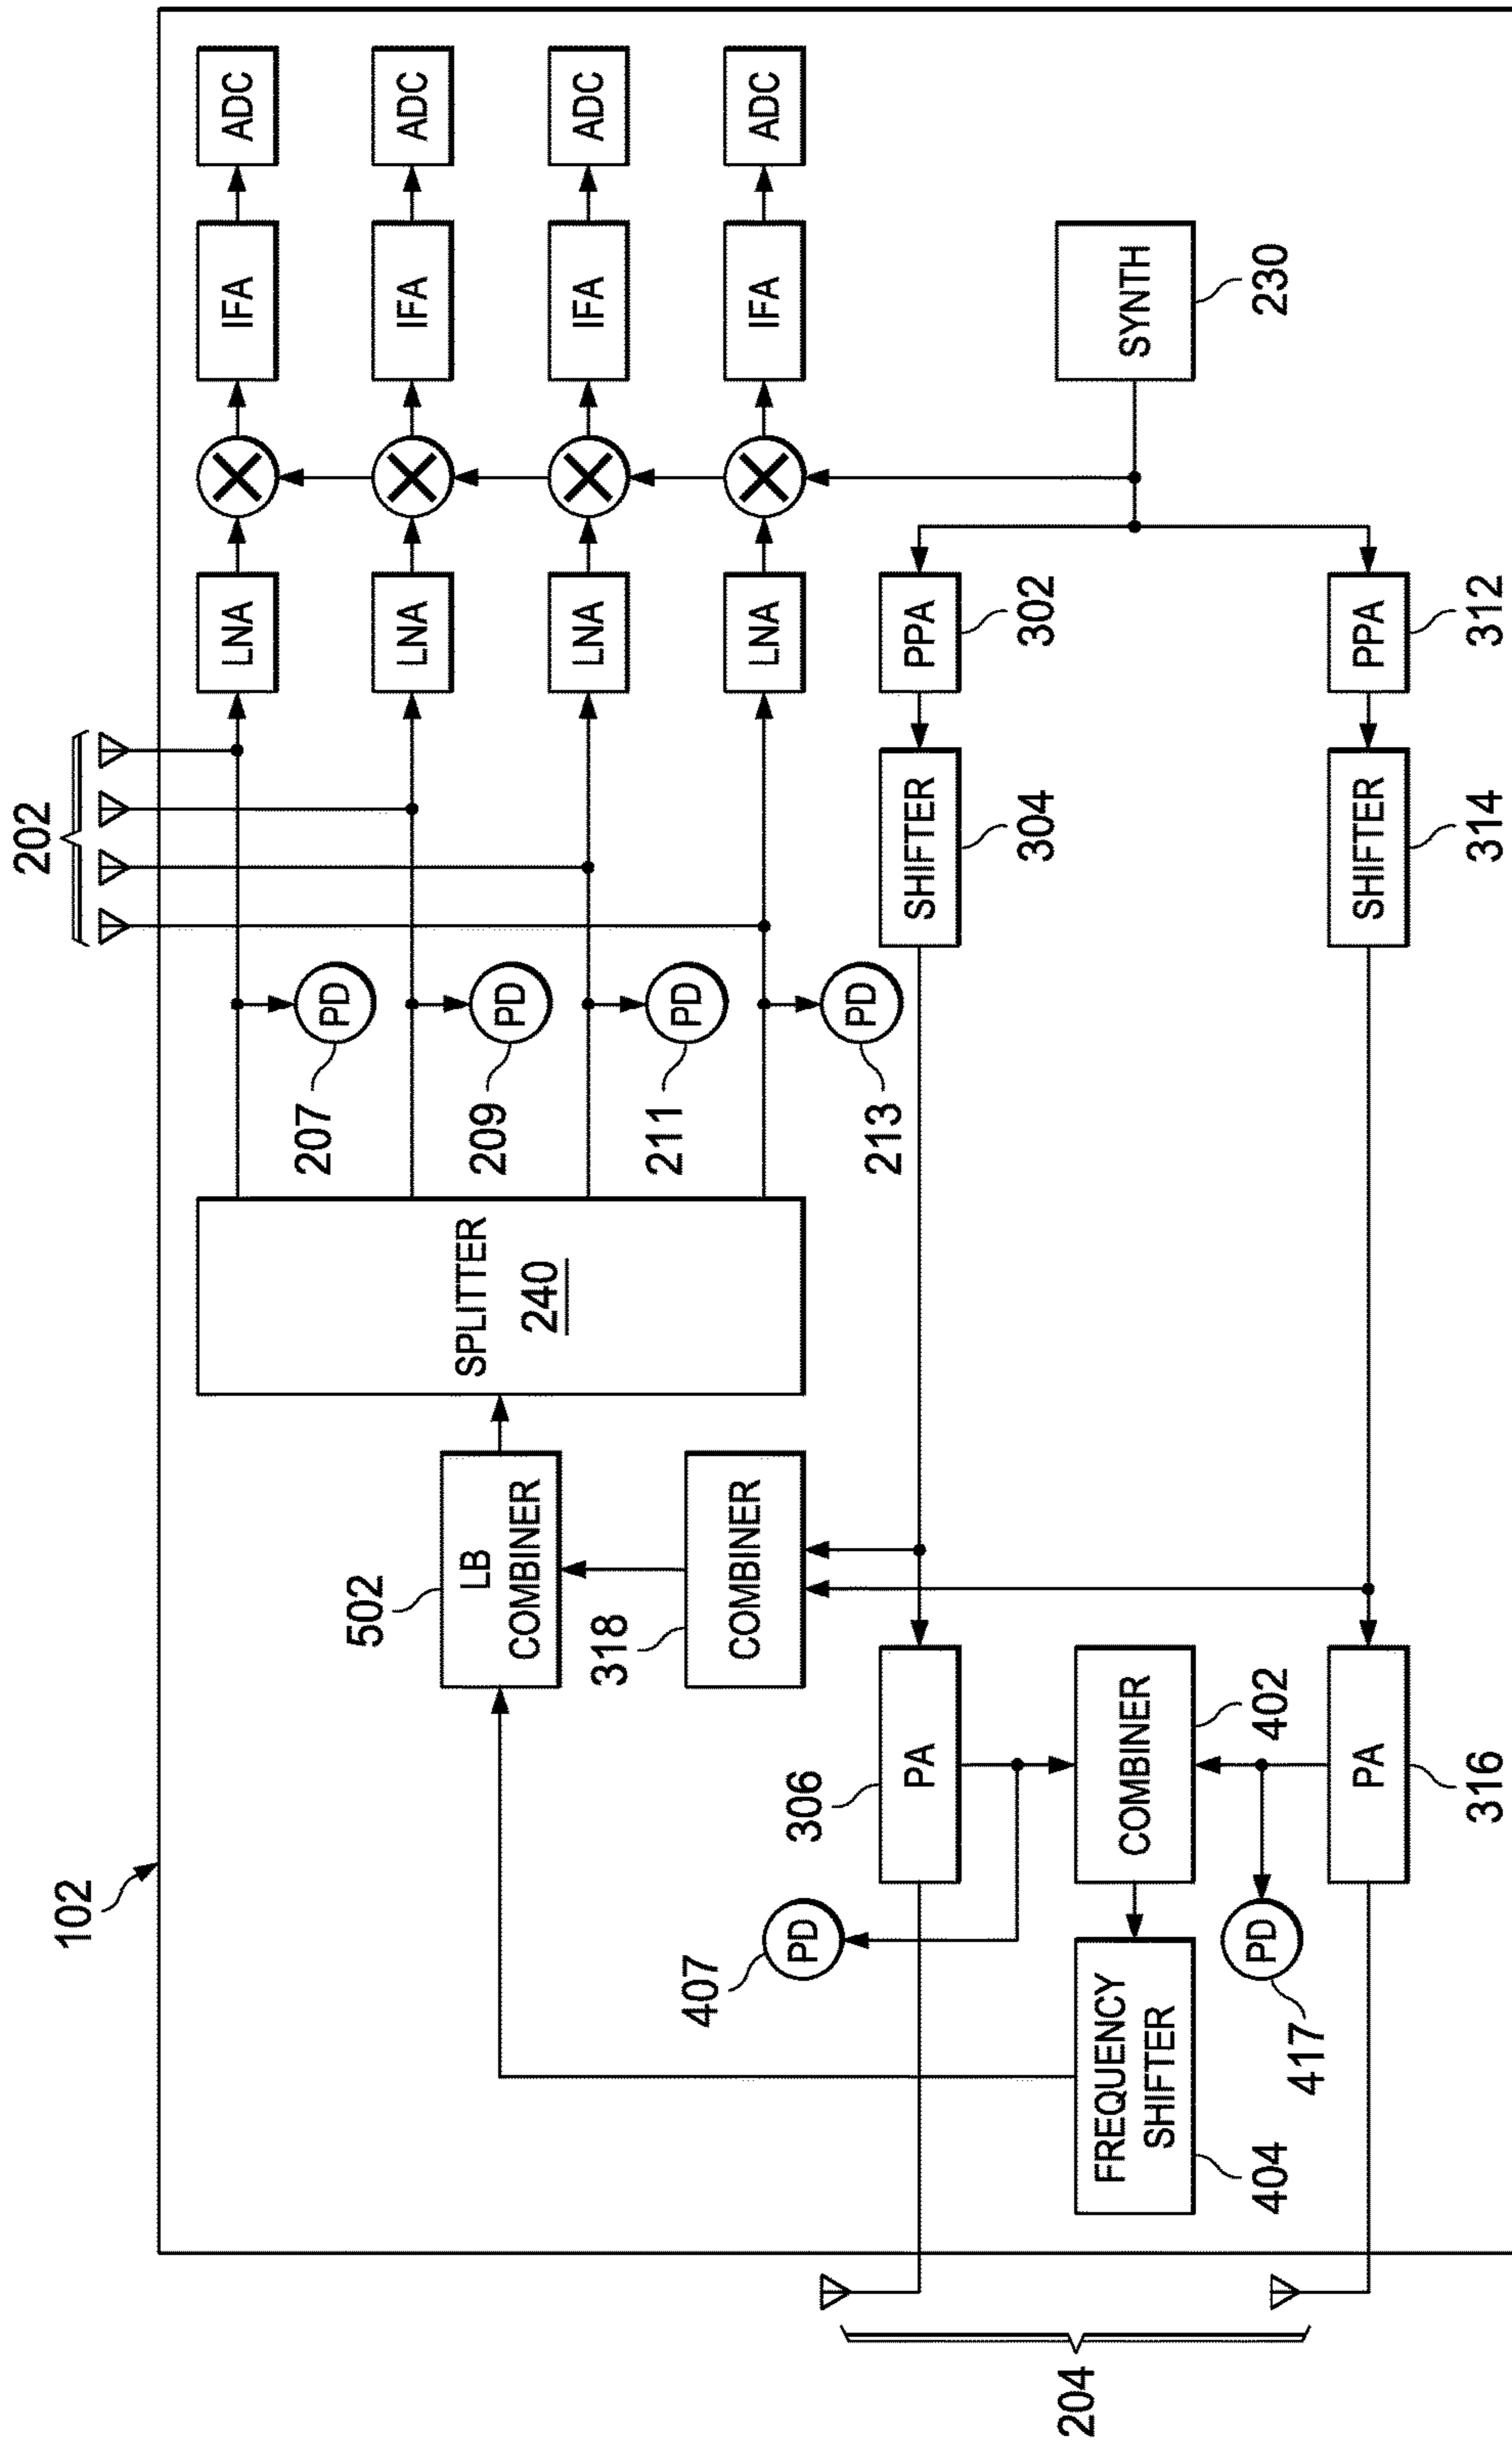 102
202
204
502
LB
COMBINER
318
COMBINER
SPLITTER
240
207
PD
209
PD
211
PD
213
PD
LNA
IFA
ADC
LNA
IFA
ADC
LNA
IFA
ADC
LNA
IFA
ADC
306
PA
SHIFTER
304
PPA
302
SYNTH
230
407
PD
COMBINER
402
FREQUENCY
SHIFTER
404
PD
417
PA
316
SHIFTER
314
PPA
312